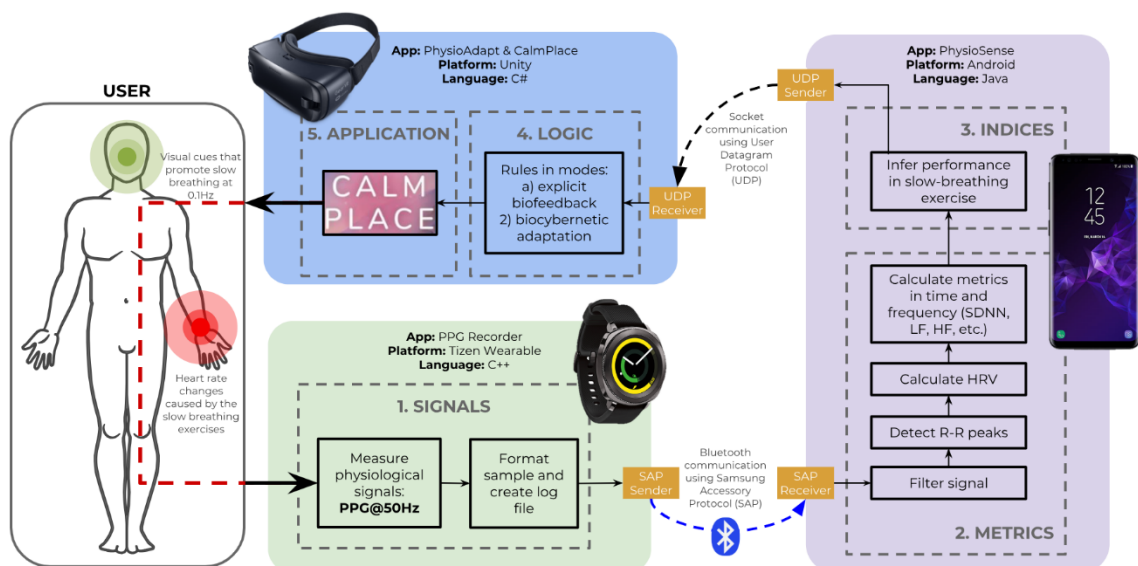 USER
Visual cues that
promote slow
breathing at
0.1Hz
Heart rate
changes
caused by the
slow breathing
exercises
App: PhysioAdapt & CalmPlace
Platform: Unity
Language: C#
5. APPLICATION
CALM
PLACE
4. LOGIC
Rules in modes:
a) explicit
biofeedback
2) biocybernetic
adaptation
UDP
Receiver
Socket
communication
using User
Datagram
Protocol
(UDP)
UDP
Sender
App: PhysioSense
Platform: Android
Language: Java
3. INDICES
Infer performance
in slow-breathing
exercise
12
45
Calculate metrics
in time and
frequency (SDNN,
LF, HF, etc.)
Calculate HRV
Detect R-R peaks
Filter signal
2. METRICS
App: PPG Recorder
Platform: Tizen Wearable
Language: C++
1. SIGNALS
Measure
physiological
signals:
PPG@50Hz
Format
sample and
create log
file
SAP
Sender
Bluetooth
communication
using Samsung
Accessory
Protocol (SAP)
SAP
Receiver